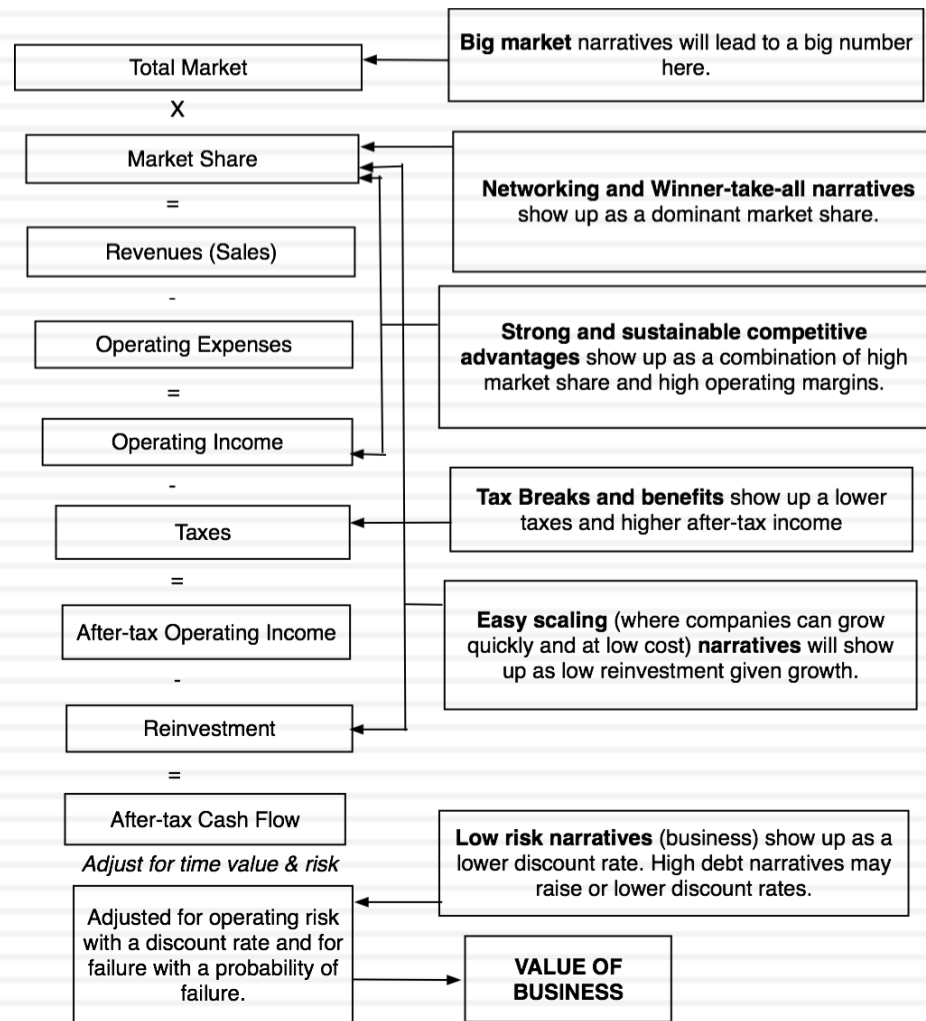 Big market narratives will lead to a big number
here.
Total Market
X
Market Share
Networking and Winner-take-all narratives
show up as a dominant market share.
=
Revenues (Sales)
-
Operating Expenses
Strong and sustainable competitive
advantages show up as a combination of high
market share and high operating margins.
=
Operating Income
-
Taxes
Tax Breaks and benefits show up a lower
taxes and higher after-tax income
=
After-tax Operating Income
Easy scaling (where companies can grow
quickly and at low cost) narratives will show
up as low reinvestment given growth.
-
Reinvestment
=
After-tax Cash Flow
Adjust for time value & risk
Low risk narratives (business) show up as a
lower discount rate. High debt narratives may
raise or lower discount rates.
Adjusted for operating risk
with a discount rate and for
failure with a probability of
failure.
VALUE OF
BUSINESS